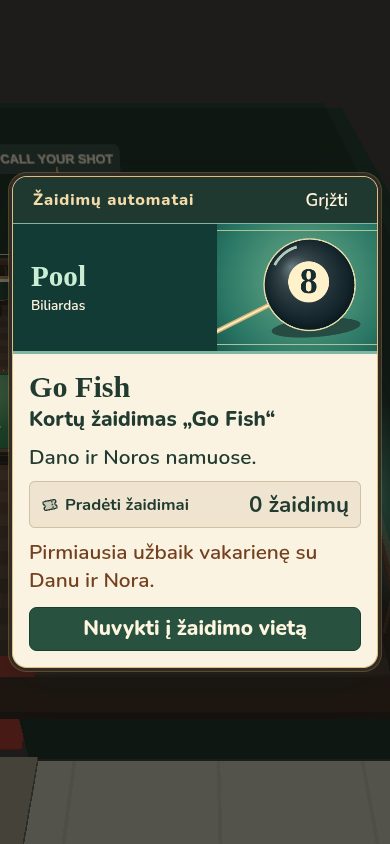 CALL YOUR SHOT
Žaidimų automatai
Grįžti
Pool
Biliardas
8
Go Fish
Kortų žaidimas „Go Fish“
Dano ir Noros namuose.
Pradėti žaidimai
0 žaidimų
Pirmiausia užbaik vakarienę su
Danu ir Nora.
Nuvykti į žaidimo vietą